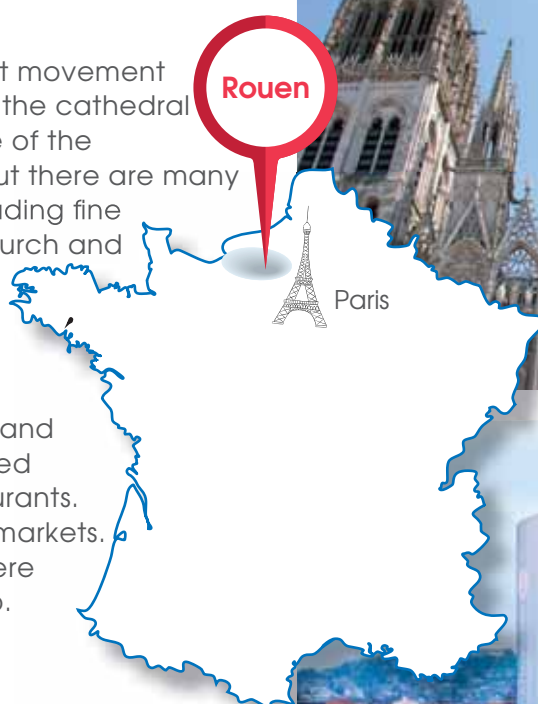 t movement
the cathedral
e of the
ut there are many
uding fine
urch and
Rouen
Paris
and
ed
urants.
markets.
ere
o.